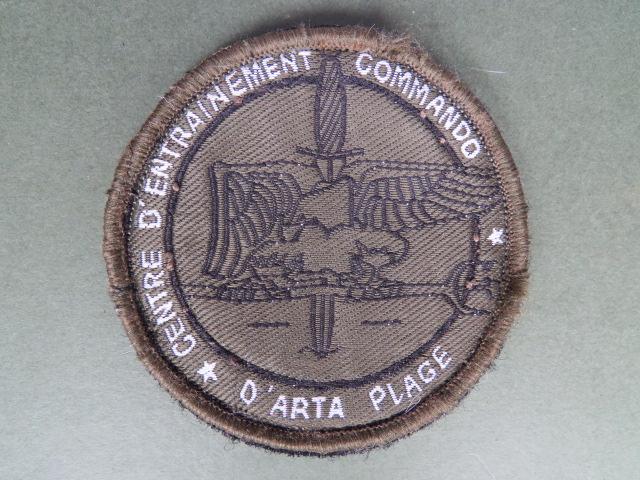 CENTRE D'ENTRAINEMENT COMMANDO
D'ARTA PLAGE